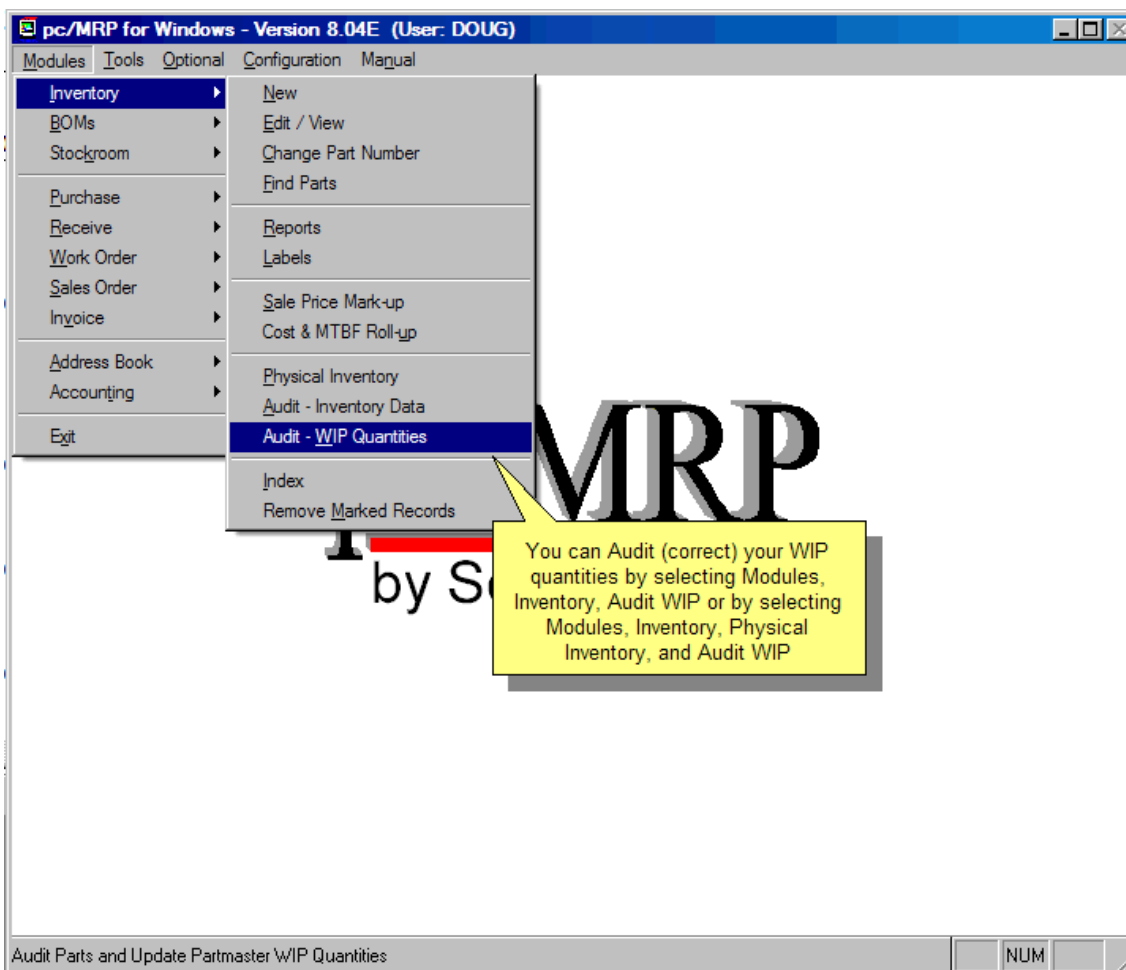 pc/MRP for Windows - Version 8.04E (User: DOUG)
Modules Tools Optional Configuration Manual
Inventory
BOMs
Stockroom
Purchase
Receive
Work Order
Sales Order
Invoice
Address Book
Accounting
Exit
New
Edit / View
Change Part Number
Find Parts
Reports
Labels
Sale Price Mark-up
Cost & MTBF Roll-up
Physical Inventory
Audit - Inventory Data
Audit - WIP Quantities
Index
Remove Marked Records
MRP
by
You can Audit (correct) your WIP
quantities by selecting Modules,
Inventory, Audit WIP or by selecting
Modules, Inventory, Physical
Inventory, and Audit WIP
Audit Parts and Update Partmaster WIP Quantities
NUM